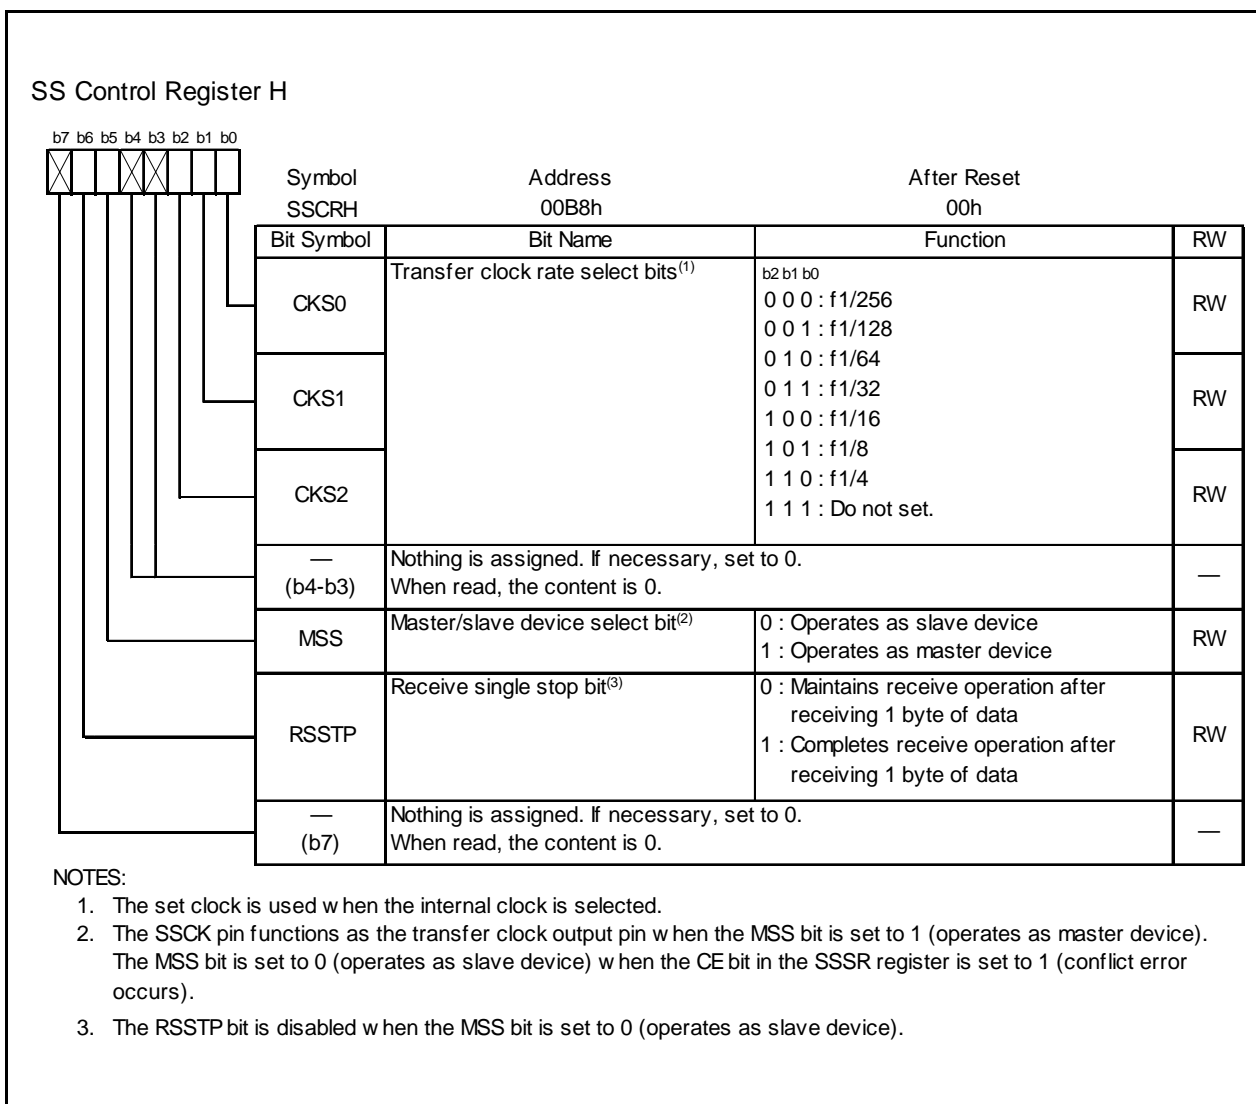 SS Control Register H
b7 b6 b5 b4 b3 b2 b1 b0
Symbol Address After Reset
SSCRH 00B8h 00h
Bit Symbol Bit Name Function RW
CKS0 Transfer clock rate select bits(1) b2 b1 b0 RW
0 0 0 : f1/256
0 0 1 : f1/128
0 1 0 : f1/64
CKS1 0 1 1 : f1/32 RW
1 0 0 : f1/16
1 0 1 : f1/8
1 1 0 : f1/4
CKS2 1 1 1 : Do not set. RW
— Nothing is assigned. If necessary, set to 0. —
(b4-b3) When read, the content is 0.
MSS Master/slave device select bit(2) 0 : Operates as slave device RW
1 : Operates as master device
RSSTP Receive single stop bit(3) 0 : Maintains receive operation after RW
receiving 1 byte of data
1 : Completes receive operation after
receiving 1 byte of data
— Nothing is assigned. If necessary, set to 0. —
(b7) When read, the content is 0.
NOTES:
1. The set clock is used when the internal clock is selected.
2. The SSCK pin functions as the transfer clock output pin when the MSS bit is set to 1 (operates as master device).
The MSS bit is set to 0 (operates as slave device) when the CE bit in the SSSR register is set to 1 (conflict error
occurs).
3. The RSSTP bit is disabled when the MSS bit is set to 0 (operates as slave device).